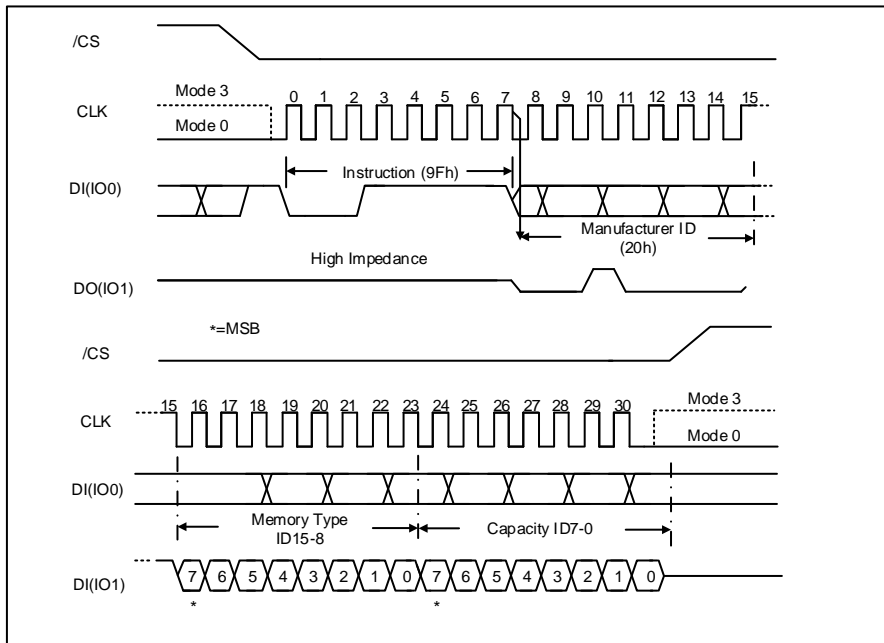 /CS
Mode 3
0 1 2 3 4 5 6 7 8 9 10 11 12 13 14 15
CLK
Mode 0
Instruction (9Fh)
DI(IO0)
Manufacturer ID
(20h)
High Impedance
DO(IO1)
*=MSB
/CS
15 16 17 18 19 20 21 22 23 24 25 26 27 28 29 30
Mode 3
CLK
Mode 0
DI(IO0)
Memory Type
ID15-8
Capacity ID7-0
DI(IO1)
7 6 5 4 3 2 1 0 7 6 5 4 3 2 1 0
* *